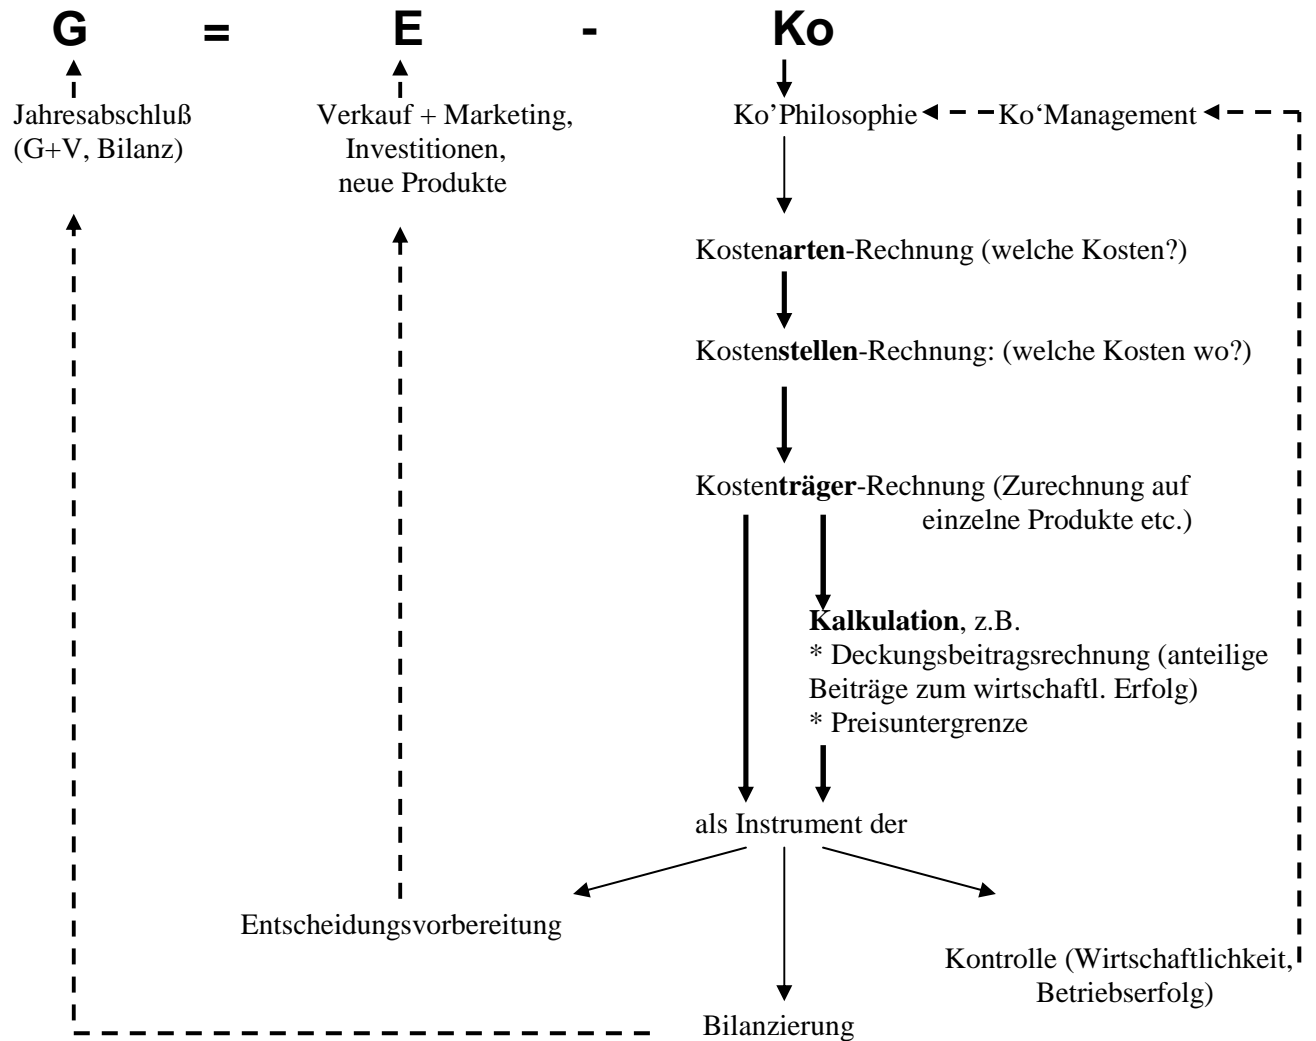 G = E - Ko
Jahresabschluß
(G+V, Bilanz)
Verkauf + Marketing,
Investitionen,
neue Produkte
Ko’Philosophie
Ko‘Management
Kostenarten-Rechnung (welche Kosten?)
Kostenstellen-Rechnung: (welche Kosten wo?)
Kostenträger-Rechnung (Zurechnung auf
einzelne Produkte etc.)
Kalkulation, z.B.
* Deckungsbeitragsrechnung (anteilige
Beiträge zum wirtschaftl. Erfolg)
* Preisuntergrenze
als Instrument der
Entscheidungsvorbereitung
Kontrolle (Wirtschaftlichkeit,
Betriebserfolg)
Bilanzierung